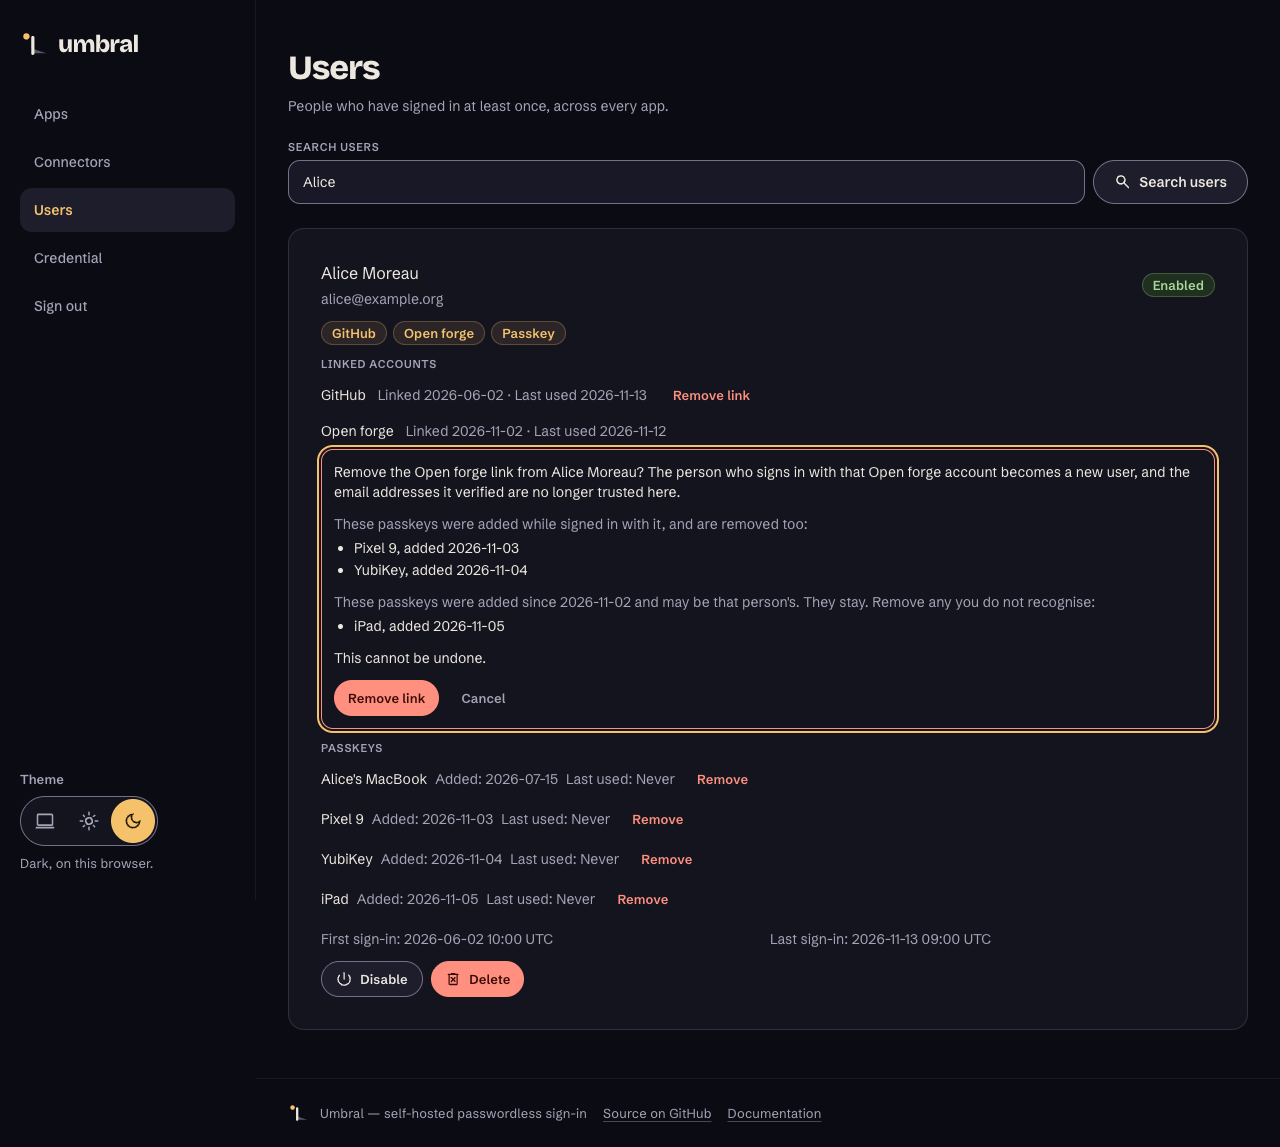 umbral
Apps
Connectors
Users
Credential
Sign out
Theme
Dark, on this browser.
Users
People who have signed in at least once, across every app.
SEARCH USERS
Alice
Search users
Alice Moreau
alice@example.org
Enabled
GitHub Open forge Passkey
LINKED ACCOUNTS
GitHub Linked 2026-06-02 · Last used 2026-11-13 Remove link
Open forge Linked 2026-11-02 · Last used 2026-11-12
Remove the Open forge link from Alice Moreau? The person who signs in with that Open forge account becomes a new user, and the
email addresses it verified are no longer trusted here.
These passkeys were added while signed in with it, and are removed too:
• Pixel 9, added 2026-11-03
• YubiKey, added 2026-11-04
These passkeys were added since 2026-11-02 and may be that person's. They stay. Remove any you do not recognise:
• iPad, added 2026-11-05
This cannot be undone.
Remove link Cancel
PASSKEYS
Alice's MacBook Added: 2026-07-15 Last used: Never Remove
Pixel 9 Added: 2026-11-03 Last used: Never Remove
YubiKey Added: 2026-11-04 Last used: Never Remove
iPad Added: 2026-11-05 Last used: Never Remove
First sign-in: 2026-06-02 10:00 UTC Last sign-in: 2026-11-13 09:00 UTC
Disable Delete
Umbral — self-hosted passwordless sign-in Source on GitHub Documentation